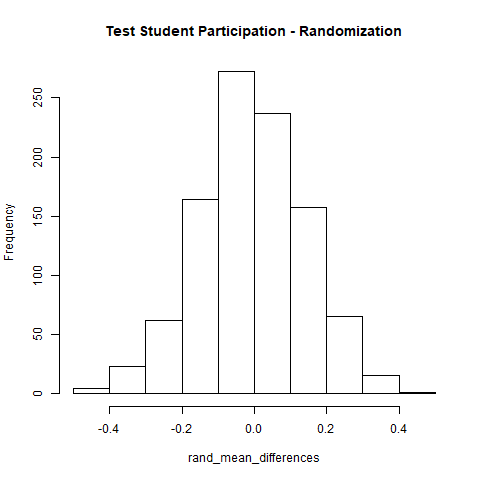 Test Student Participation - Randomization
Frequency
250
200
150
100
50
0
-0.4 -0.2 0.0 0.2 0.4
rand_mean_differences